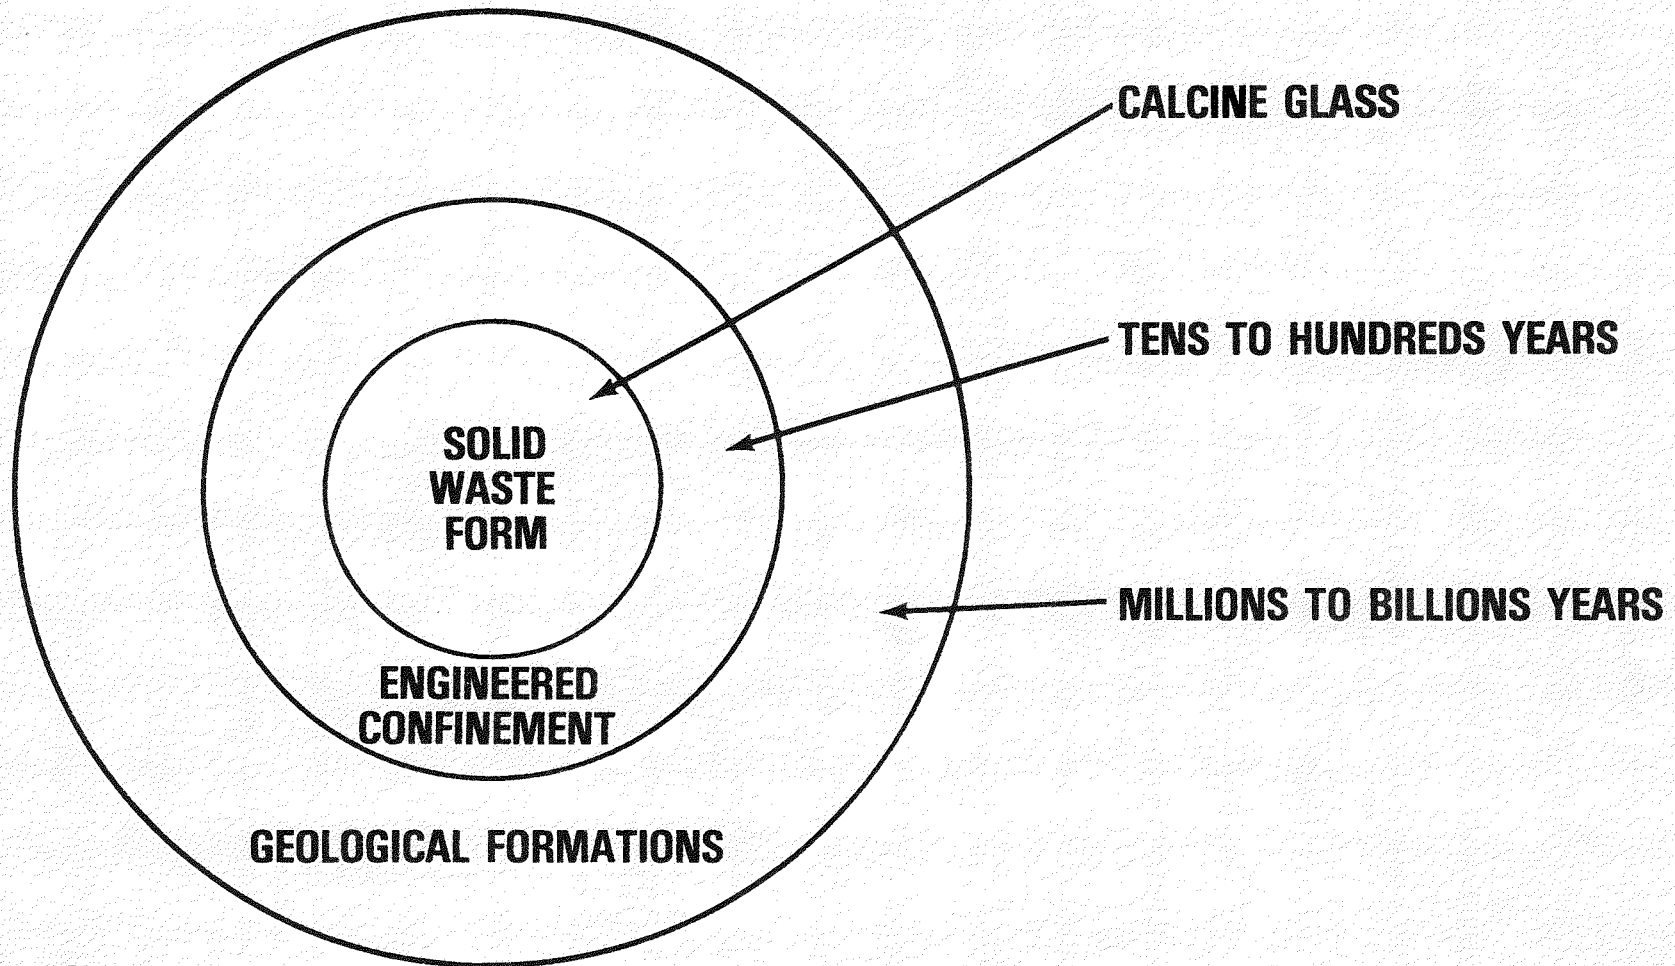 CALCINE GLASS
TENS TO HUNDREDS YEARS
SOLID
WASTE
FORM
MILLIONS TO BILLIONS YEARS
ENGINEERED
CONFINEMENT
GEOLOGICAL FORMATIONS